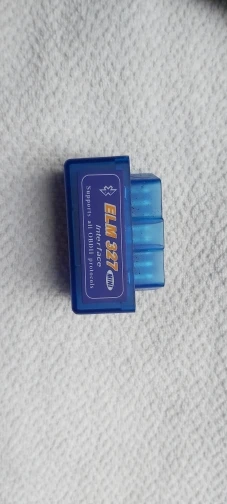 ELM 327
Interface
Supports all OBDII protocols